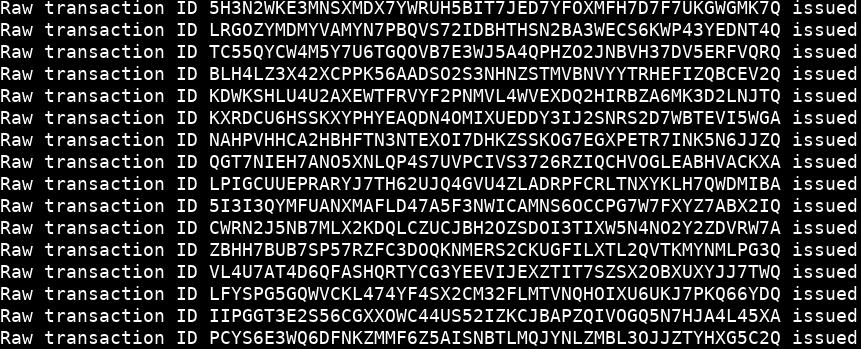 Raw transaction ID 5H3N2WKE3MNSXMDX7YWRUH5BIT7JED7YFOXMFH7D7F7UKGWGMK7Q issued
Raw transaction ID LRGOZYMDMYVAMYN7PBQVS72IDBHTHSN2BA3WECS6KWP43YEDNT4Q issued
Raw transaction ID TC55QYCW4M5Y7U6TGQOVB7E3WJ5A4QPHZO2JNBVH37DV5ERFVQRQ issued
Raw transaction ID BLH4LZ3X42XCPPK56AADSO2S3NHNZSTMVBNVYYTRHEFIZQBCEV2Q issued
Raw transaction ID KDWKSHLU4U2AXEWTFRVYF2PNMVL4WVEXDQ2HIRBZA6MK3D2LNJTQ issued
Raw transaction ID KXRDCU6HSSKXYPHYEAQDN4OMIXUEDDY3IJ2SNRS2D7WBTEVI5WGA issued
Raw transaction ID NAHPVHHCA2HBHFTN3NTEXOI7DHKZSSKOG7EGXPETR7INK5N6JJZQ issued
Raw transaction ID QGT7NIEH7ANO5XNLQP4S7UVPCIVS3726RZIQCHVOGLEABHVACKXA issued
Raw transaction ID LPIGCUUEPRARYJ7TH62UJQ4GVU4ZLADRPFCRLTNXYKLH7QWDMIBA issued
Raw transaction ID 5I3I3QYMFUANXMAFLD47A5F3NWICAMNS6OCCPG7W7FXYZ7ABX2IQ issued
Raw transaction ID CWRN2J5NB7MLX2KDQLCZUCJBH2OZSDOI3TIXW5N4NO2Y2ZDVRW7A issued
Raw transaction ID ZBHH7BUB7SP57RZFC3DOQKNMERS2CKUGFILXTL2QVTKMYNMLPG3Q issued
Raw transaction ID VL4U7AT4D6QFASHQRTYCG3YEEVIJEXZTIT7SZSX2OBXUXYJJ7TWQ issued
Raw transaction ID LFYSPG5GQWVCKL474YF4SX2CM32FLMTVNQHOIXU6UKJ7PKQ66YDQ issued
Raw transaction ID IIPGGT3E2S56CGXXOWC44US52IZKCJBAPZQIVOGQ5N7HJA4L45XA issued
Raw transaction ID PCYS6E3WQ6DFNKZMMF6Z5AISNBTLMQJYNLZMBL3OJJZTYHXG5C2Q issued